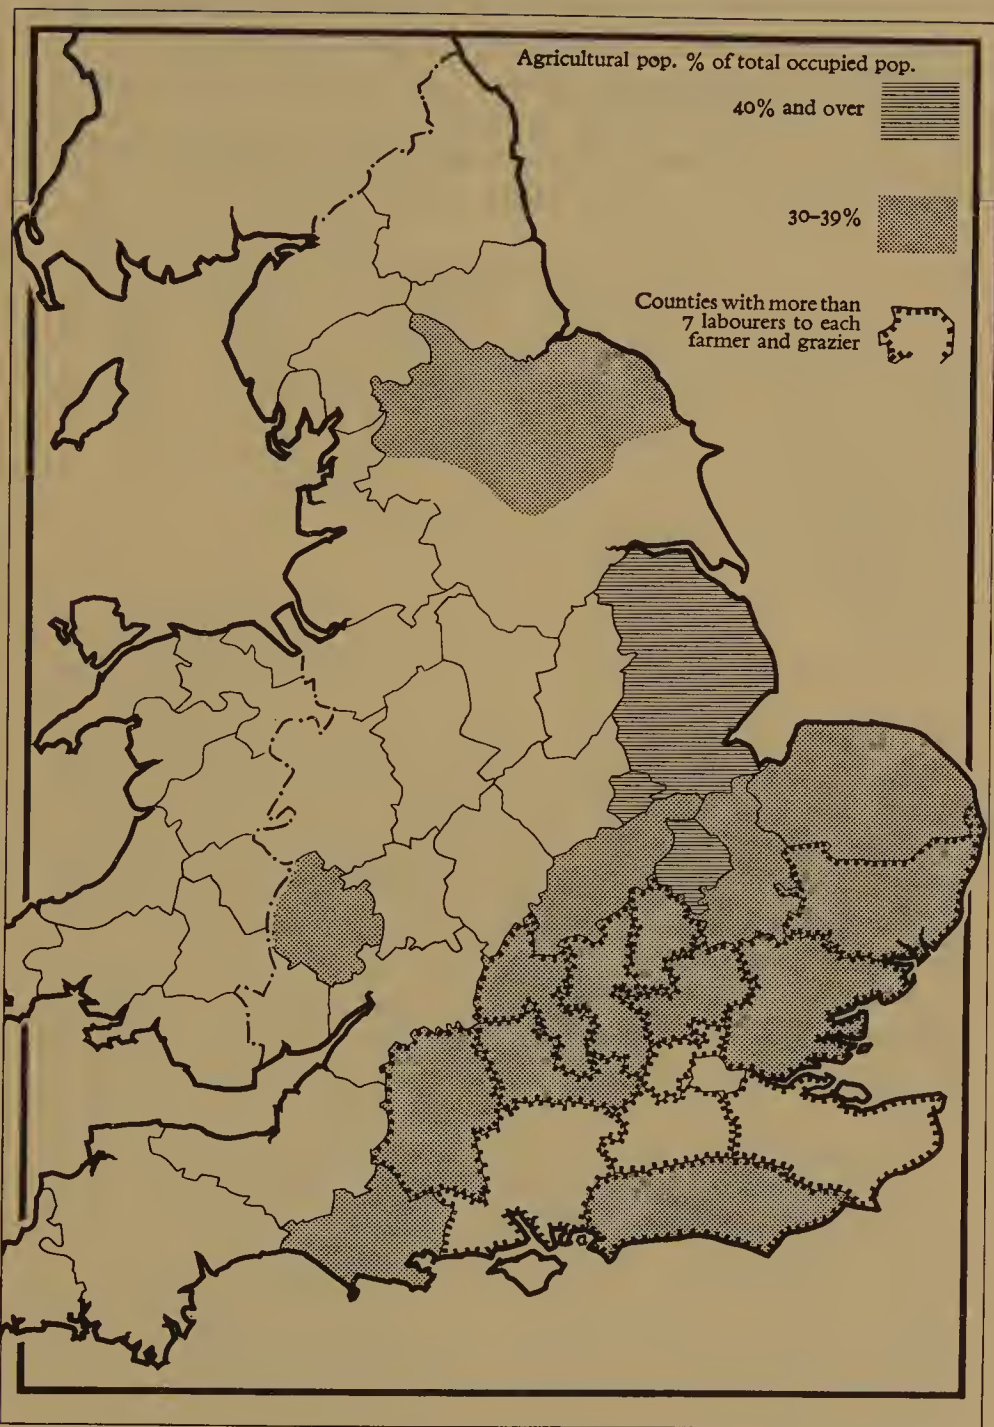 Agricultural pop. % of total occupied pop.
40% and over
30–39%
Counties with more than
7 labourers to each
farmer and grazier